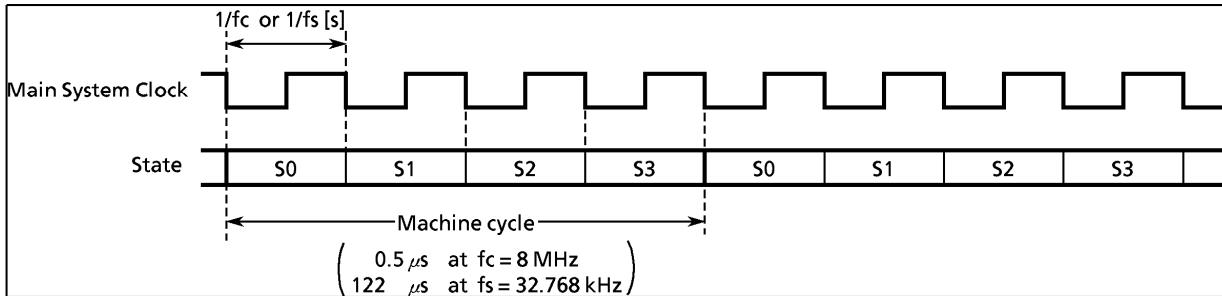 1/fc or 1/fs [s]
Main System Clock
State S0 S1 S2 S3 S0 S1 S2 S3
Machine cycle
0.5 μs at fc = 8 MHz
122 μs at fs = 32.768 kHz